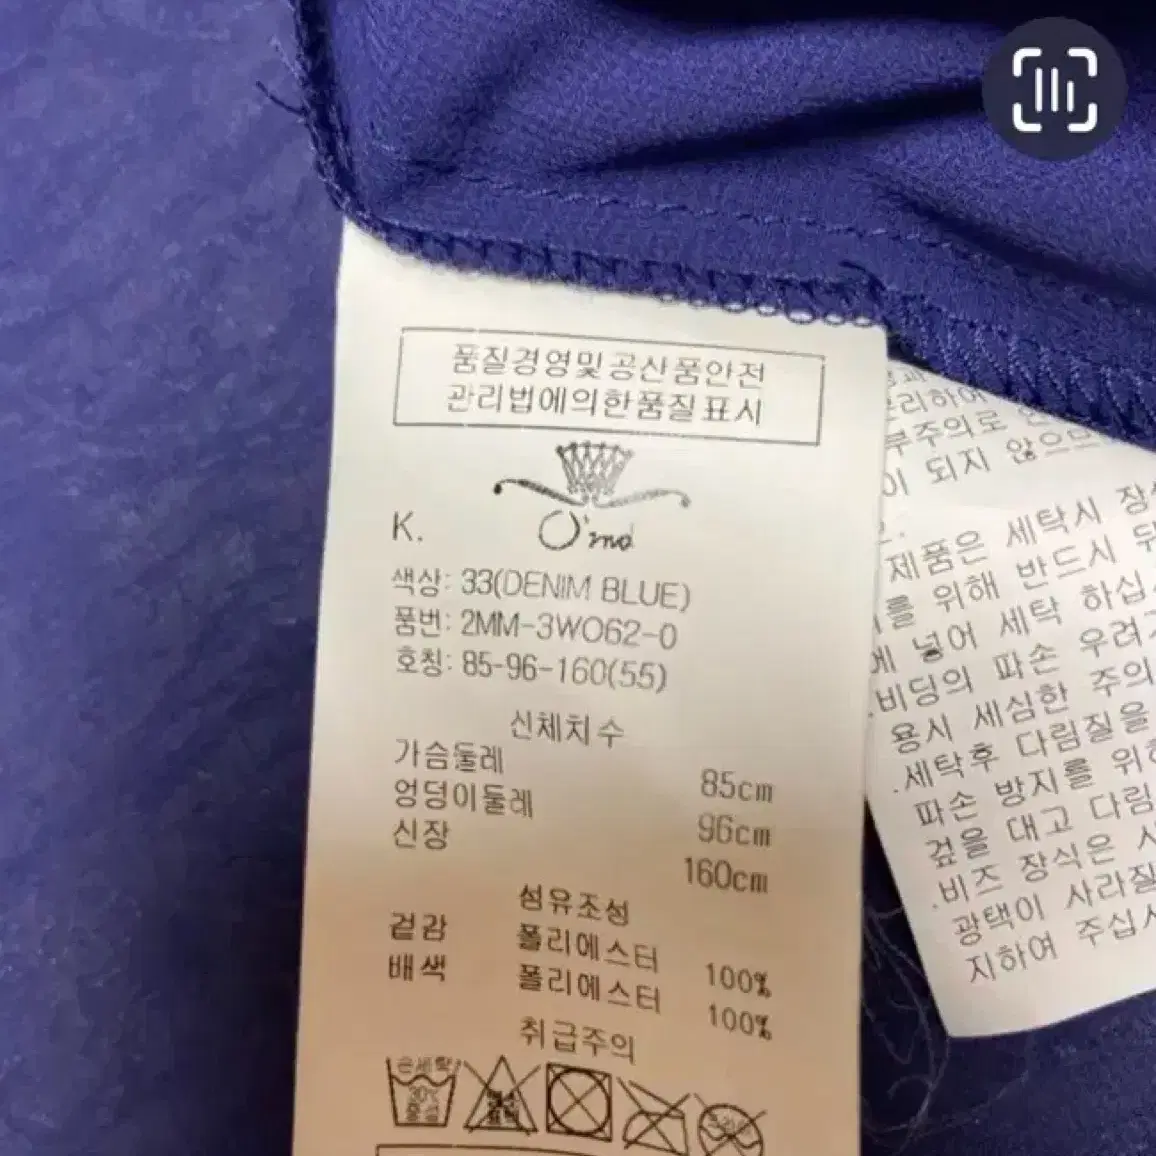 품질경영및공산품안전
관리법에의한품질표시
K.
색상: 33(DENIM BLUE)
품번: 2MM-3WO62-0
호칭: 85-96-160(55)
신체치수
가슴둘레 85cm
엉덩이둘레 96cm
신장 160cm
섬유조성
겉감 폴리에스터 100%
배색 폴리에스터 100%
취급주의
손세탁
리하여
부주의로
이 되지 않으므
제품은 세탁시 장
를 위해 반드시 뒤
에 넣어 세탁 하십
.비딩의 파손 우려
용시 세심한 주의
.세탁후 다림질을
파손 방지를 위
겊을 대고 다림
.비즈 장식은
광택이 사라질
지하여 주십